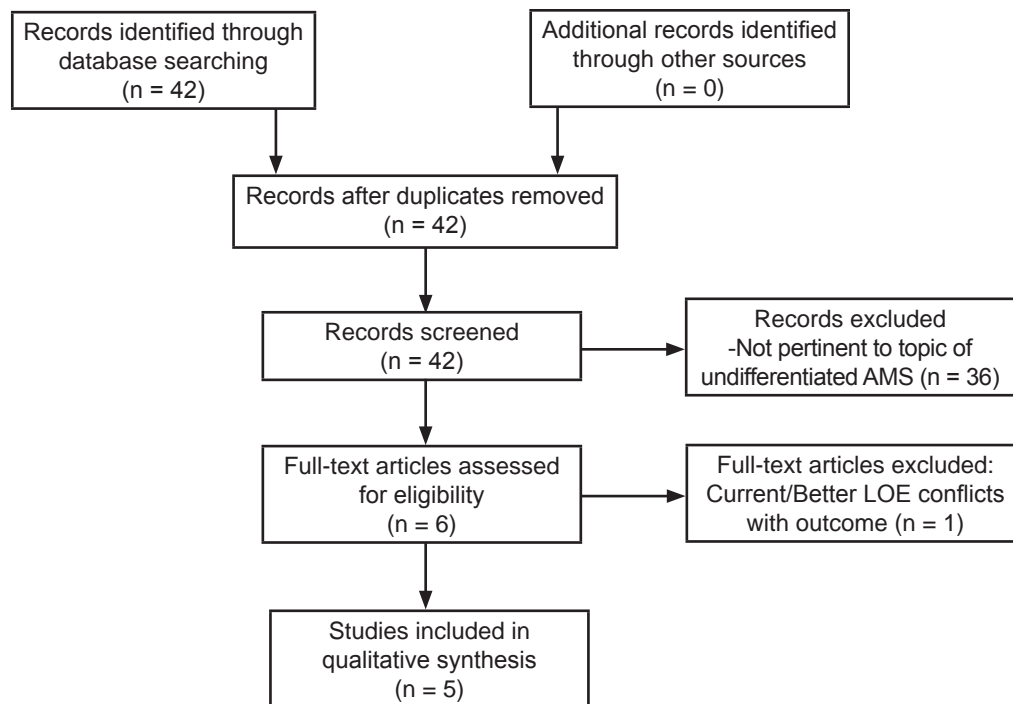 Records identified through
database searching
(n = 42)
Additional records identified
through other sources
(n = 0)
Records after duplicates removed
(n = 42)
Records screened
(n = 42)
Records excluded
-Not pertinent to topic of
undifferentiated AMS (n = 36)
Full-text articles assessed
for eligibility
(n = 6)
Full-text articles excluded:
Current/Better LOE conflicts
with outcome (n = 1)
Studies included in
qualitative synthesis
(n = 5)